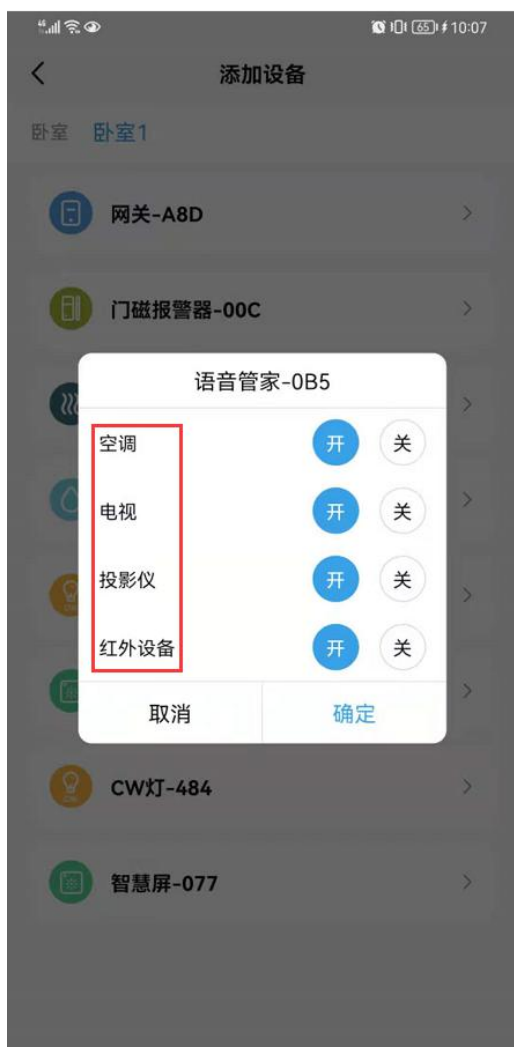 46 65 10:07
添加设备
卧室 卧室1
网关-A8D
门磁报警器-00C
语音管家-0B5
空调 开 关
电视 开 关
投影仪 开 关
红外设备 开 关
取消 确定
CW灯-484
智慧屏-077